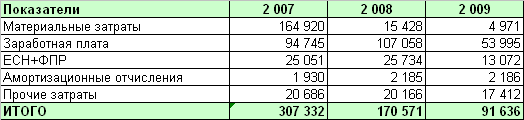 Показатели 2 007 2 008 2 009
Материальные затраты 164 920 15 428 4 971
Заработная плата 94 745 107 058 53 995
ЕСН+ФПР 25 051 25 734 13 072
Амортизационные отчисления 1 930 2 185 2 186
Прочие затраты 20 686 20 166 17 412
ИТОГО 307 332 170 571 91 636